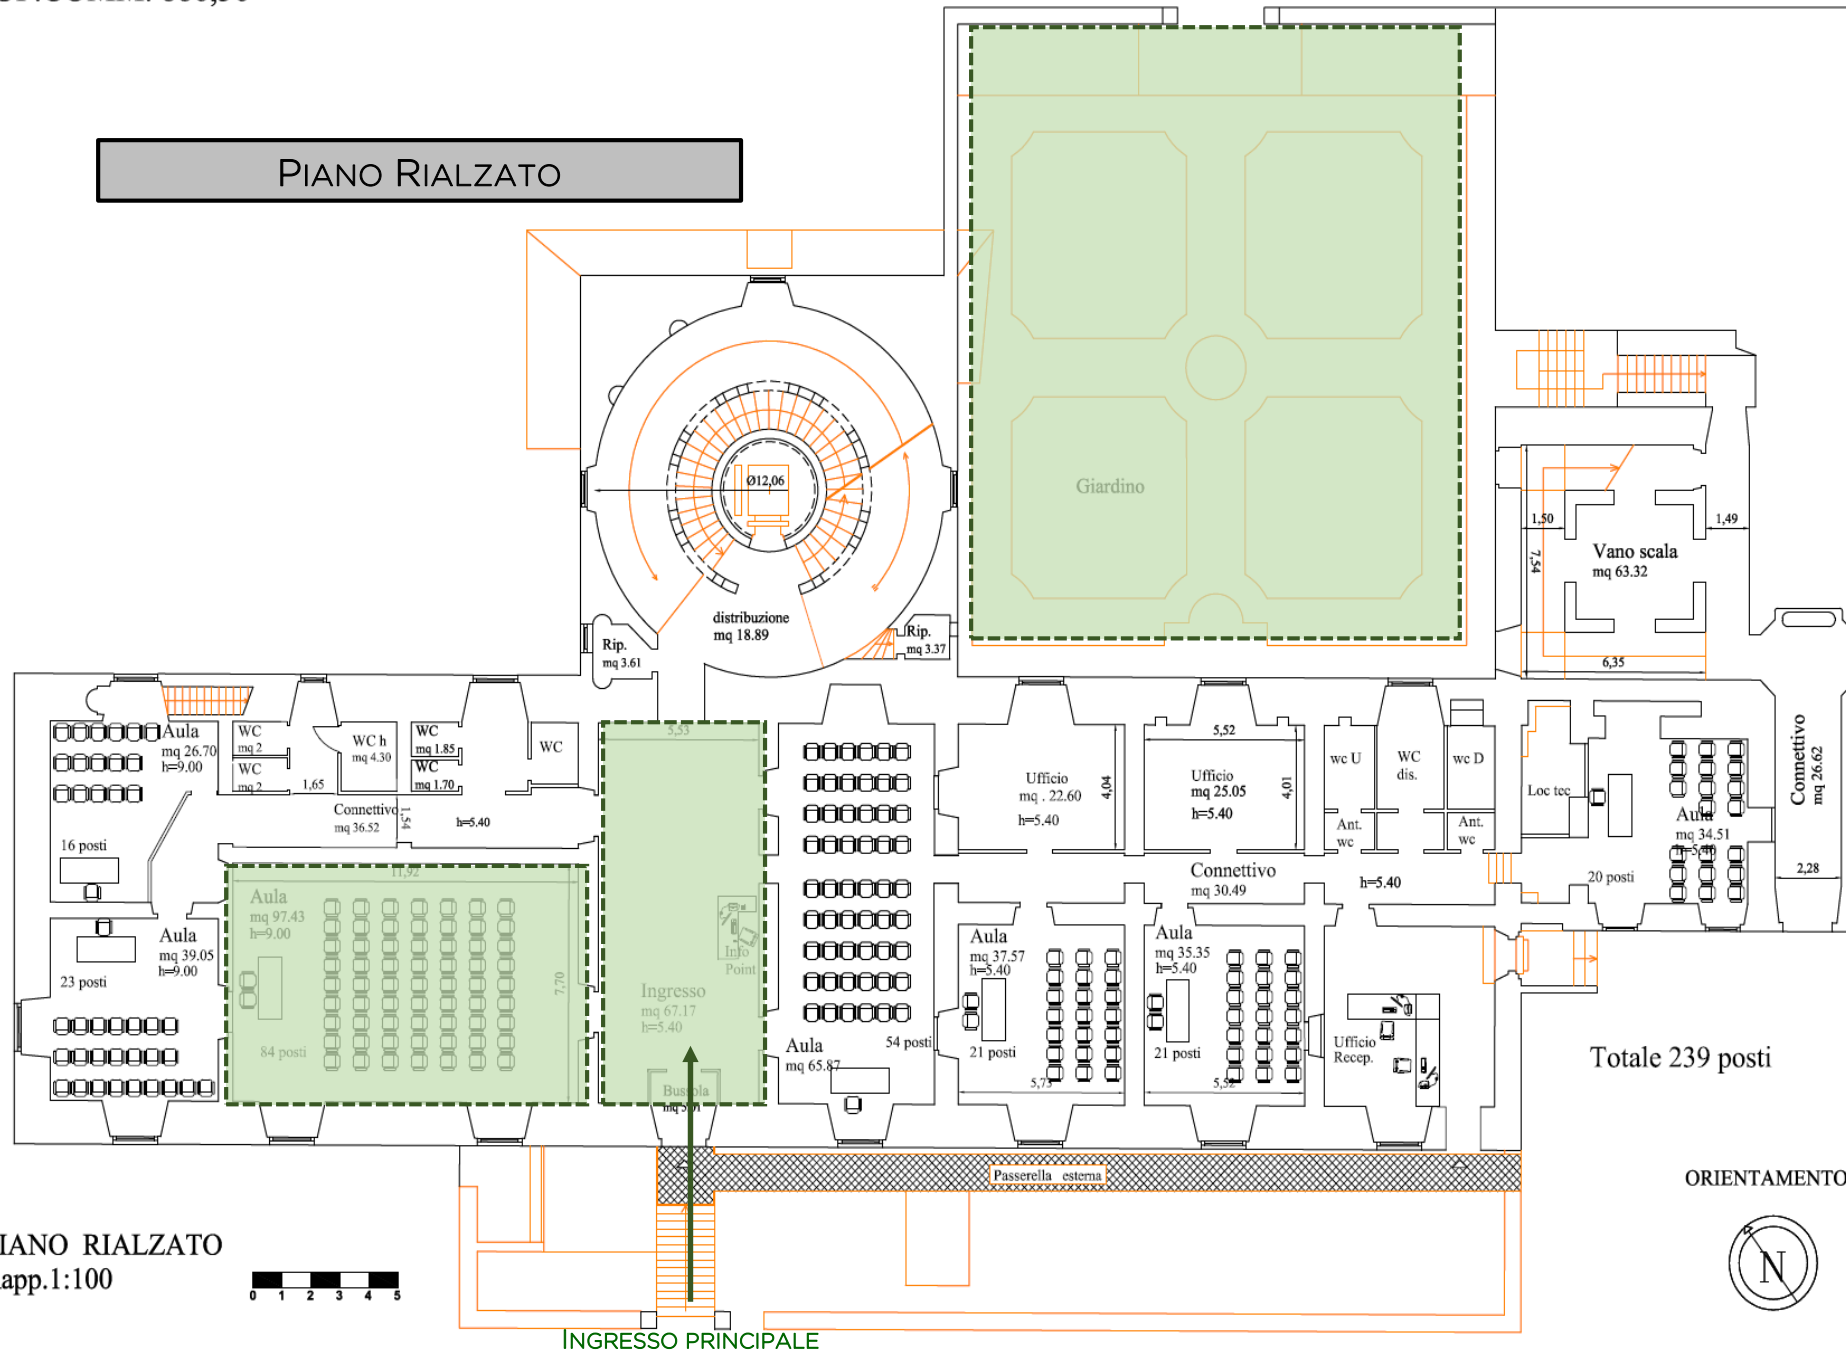 PIANO RIALZATO
Giardino
Ø12,06
distribuzione
mq 18.89
Rip.
mq 3.61
Rip.
mq 3.37
1,50
7,54
1,49
Vano scala
mq 63.32
6,35
Connettivo
mq 26.62
2,28
Aula
mq 26.70
h=9.00
16 posti
WC
mq 2
WC
mq 2
1,65
WC h
mq 4.30
WC
mq 1.85
WC
mq 1.70
WC
Connettivo
mq 36.52
1,54
h=5.40
5,53
Ufficio
mq . 22.60
h=5.40
4,04
5,52
Ufficio
mq 25.05
h=5.40
4,01
wc U
WC
dis.
wc D
Ant.
wc
Ant.
wc
Loc tec
Aula
mq 34.51
h=5.40
20 posti
Connettivo
mq 30.49
h=5.40
11,92
Aula
mq 97.43
h=9.00
84 posti
7,70
Aula
mq 39.05
h=9.00
23 posti
Info
Point
Ingresso
mq 67.17
h=5.40
Bussola
Aula
mq 65.87
54 posti
Aula
mq 37.57
h=5.40
21 posti
5,73
Aula
mq 35.35
h=5.40
21 posti
5,52
Ufficio
Recep.
Totale 239 posti
Passerella esterna
ORIENTAMENTO
N
IANO RIALZATO
app.1:100
0 1 2 3 4 5
INGRESSO PRINCIPALE